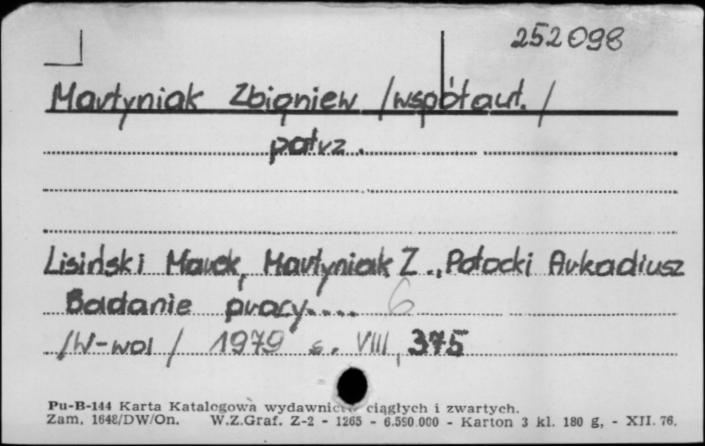 252098
Martyniak Zbigniew /współaut./
patrz.
Lisiński Marek, Martyniak Z., Potocki Arkadiusz
Badanie pracy.... 6
/W-wa/ 1979 s. VIII, 375
Pu-B-144 Karta Katalogowa wydawnictw ciągłych i zwartych.
Zam. 1648/DW/On. W.Z.Graf. Z-2 - 1265 - 6.590.000 - Karton 3 kl. 180 g, - XII. 76.